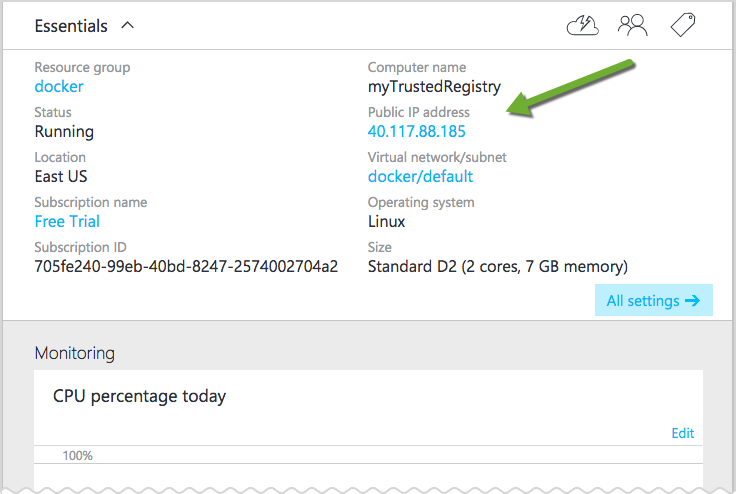 Essentials
Resource group
docker
Status
Running
Location
East US
Subscription name
Free Trial
Subscription ID
705fe240-99eb-40bd-8247-2574002704a2
Computer name
myTrustedRegistry
Public IP address
40.117.88.185
Virtual network/subnet
docker/default
Operating system
Linux
Size
Standard D2 (2 cores, 7 GB memory)
All settings
Monitoring
CPU percentage today
Edit
100%